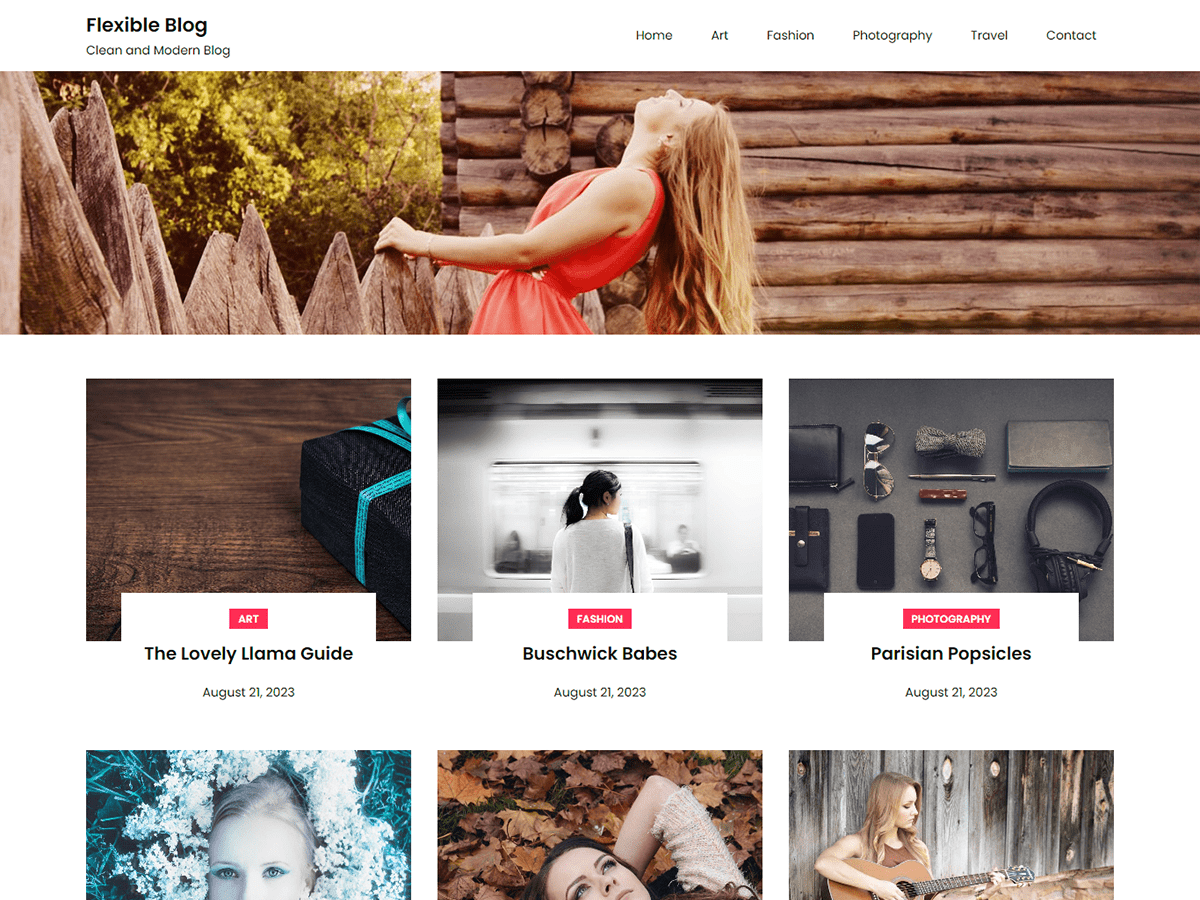 Flexible Blog
Clean and Modern Blog
Home Art Fashion Photography Travel Contact
ART
The Lovely Llama Guide
August 21, 2023
FASHION
Buschwick Babes
August 21, 2023
PHOTOGRAPHY
Parisian Popsicles
August 21, 2023